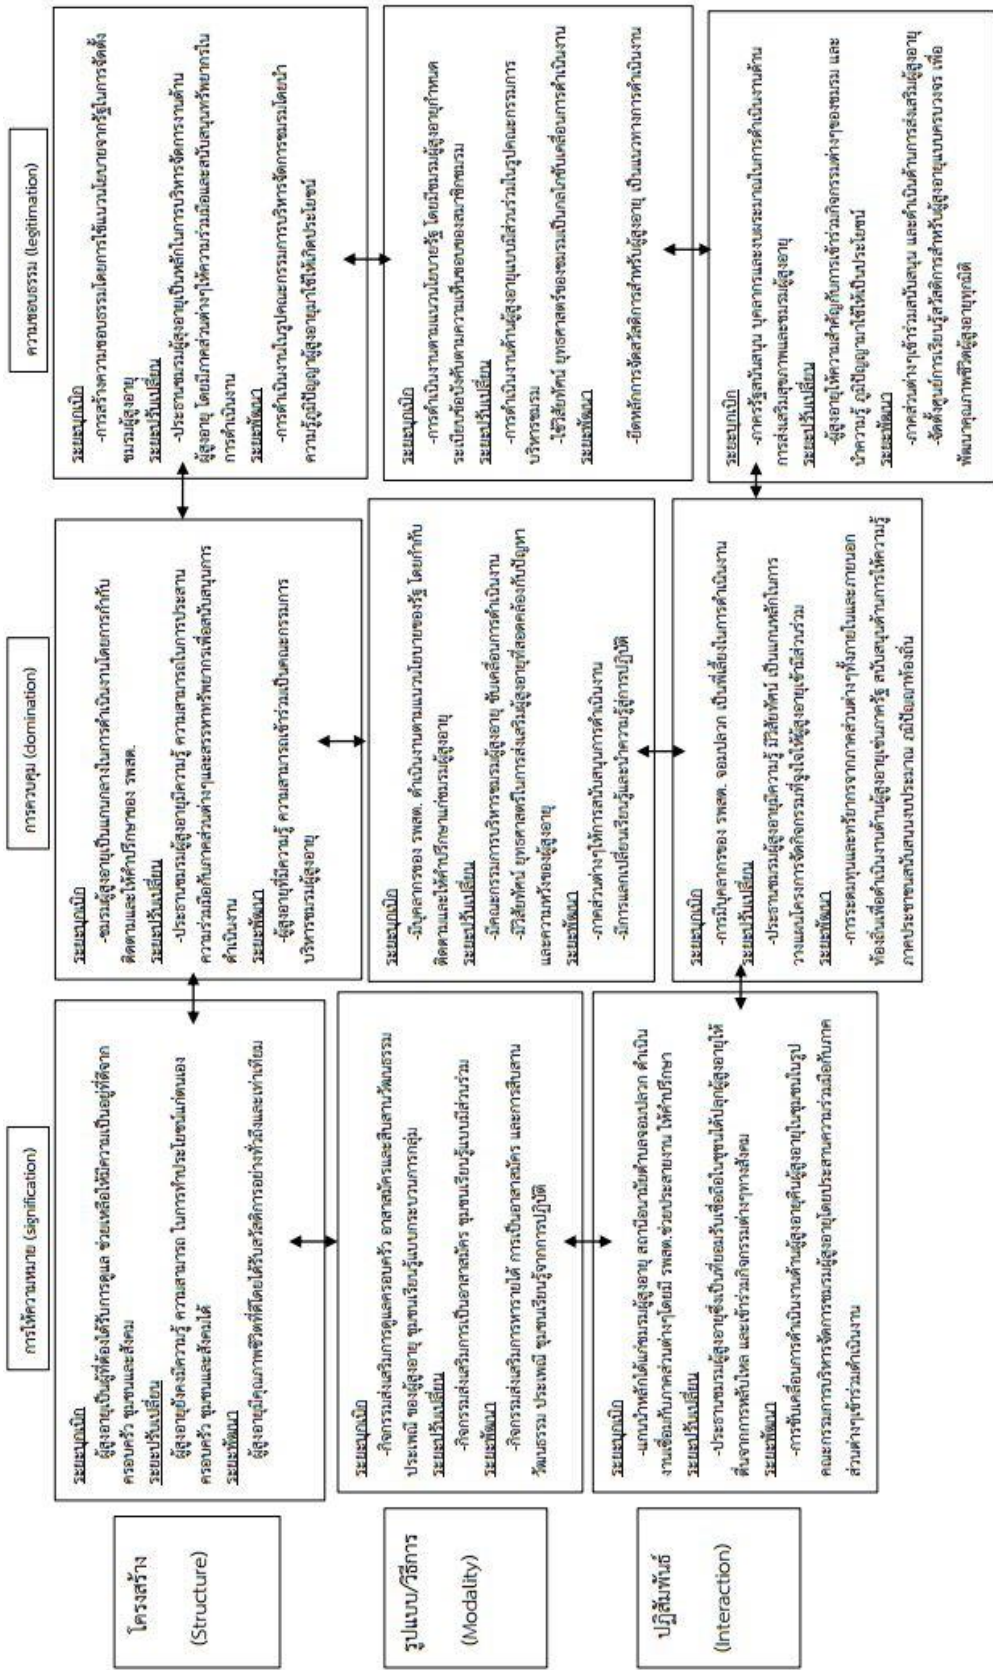 การให้ความหมาย (signification)
การควบคุม (domination)
ความชอบธรรม (legitimation)
โครงสร้าง
(Structure)
ระยะบุกเบิก
ผู้สูงอายุเป็นผู้ที่ต้องได้รับการดูแล ช่วยเหลือให้มีความเป็นอยู่ที่ดีจาก
ครอบครัว ชุมชนและสังคม
ระยะปรับเปลี่ยน
ผู้สูงอายุยังคงมีความรู้ ความสามารถ ในการทำประโยชน์แก่ตนเอง
ครอบครัว ชุมชนและสังคมได้
ระยะพัฒนา
ผู้สูงอายุมีคุณภาพชีวิตที่ดีโดยได้รับสวัสดิการอย่างทั่วถึงและเท่าเทียม
ระยะบุกเบิก
-ชมรมผู้สูงอายุเป็นแกนกลางในการดำเนินงานโดยการกำกับ
ติดตามและให้คำปรึกษาของ รพสต.
ระยะปรับเปลี่ยน
-ประธานชมรมผู้สูงอายุมีความรู้ ความสามารถในการประสาน
ความร่วมมือกับภาคส่วนต่างๆและสรรหาทรัพยากรเพื่อสนับสนุนการ
ดำเนินงาน
ระยะพัฒนา
-ผู้สูงอายุที่มีความรู้ ความสามารถเข้าร่วมเป็นคณะกรรมการ
บริหารชมรมผู้สูงอายุ
ระยะบุกเบิก
-การสร้างความชอบธรรมโดยการใช้แนวนโยบายจากรัฐในการจัดตั้ง
ชมรมผู้สูงอายุ
ระยะปรับเปลี่ยน
-ประธานชมรมผู้สูงอายุเป็นหลักในการบริหารจัดการงานด้าน
ผู้สูงอายุ โดยมีภาคส่วนต่างๆให้ความร่วมมือและสนับสนุนทรัพยากรใน
การดำเนินงาน
ระยะพัฒนา
-การดำเนินงานในรูปคณะกรรมการบริหารจัดการชมรมโดยนำ
ความรู้ภูมิปัญญาผู้สูงอายุมาใช้ให้เกิดประโยชน์
รูปแบบ/วิธีการ
(Modality)
ระยะบุกเบิก
-กิจกรรมส่งเสริมการดูแลครอบครัว อาสาสมัครและสืบสานวัฒนธรรม
ประเพณี ของผู้สูงอายุ ชุมชนเรียนรู้แบบกระบวนการกลุ่ม
ระยะปรับเปลี่ยน
-กิจกรรมส่งเสริมการเป็นอาสาสมัคร ชุมชนเรียนรู้แบบมีส่วนร่วม
ระยะพัฒนา
-กิจกรรมส่งเสริมการหารายได้ การเป็นอาสาสมัคร และการสืบสาน
วัฒนธรรม ประเพณี ชุมชนเรียนรู้จากการปฏิบัติ
ระยะบุกเบิก
-มีบุคลากรของ รพสต. ดำเนินงานตามแนวนโยบายของรัฐ โดยกำกับ
ติดตามและให้คำปรึกษาแก่ชมรมผู้สูงอายุ
ระยะปรับเปลี่ยน
-มีคณะกรรมการบริหารชมรมผู้สูงอายุ ขับเคลื่อนการดำเนินงาน
-มีวิสัยทัศน์ ยุทธศาสตร์ในการส่งเสริมผู้สูงอายุที่สอดคล้องกับปัญหา
และความหวังของผู้สูงอายุ
ระยะพัฒนา
-ภาคส่วนต่างๆให้การสนับสนุนการดำเนินงาน
-มีการแลกเปลี่ยนเรียนรู้และนำความรู้สู่การปฏิบัติ
ระยะบุกเบิก
-การดำเนินงานตามแนวนโยบายรัฐ โดยมีชมรมผู้สูงอายุกำหนด
ระเบียบข้อบังคับตามความเห็นชอบของสมาชิกชมรม
ระยะปรับเปลี่ยน
-การดำเนินงานด้านผู้สูงอายุแบบมีส่วนร่วมในรูปคณะกรรมการ
บริหารชมรม
-ใช้วิสัยทัศน์ ยุทธศาสตร์ของชมรมเป็นกลไกขับเคลื่อนการดำเนินงาน
ระยะพัฒนา
-ยึดหลักการจัดสวัสดิการสำหรับผู้สูงอายุ เป็นแนวทางการดำเนินงาน
ปฏิสัมพันธ์
(Interaction)
ระยะบุกเบิก
-แกนนำหลักได้แก่ชมรมผู้สูงอายุ สถานีอนามัยตำบลจอมปลวก ดำเนิน
งานเชื่อมกับภาคส่วนต่างๆโดยมี รพสต.ช่วยประสายงาน ให้คำปรึกษา
ระยะปรับเปลี่ยน
-ประธานชมรมผู้สูงอายุซึ่งเป็นที่ยอมรับเชื่อถือในชุชนได้ปลุกผู้สูงอายุให้
ตื่นจากการหลับใหล และเข้าร่วมกิจกรรมต่างๆทางสังคม
ระยะพัฒนา
-การขับเคลื่อนการดำเนินงานด้านผู้สูงอายุคืนผู้สูงอายุในชุมชนในรูป
คณะกรรมการบริหารจัดการชมรมผู้สูงอายุโดยประสานความร่วมมือกับภาค
ส่วนต่างๆเข้าร่วมดำเนินงาน
ระยะบุกเบิก
-การมีบุคลากรของ รพสต. จอมปลวก เป็นพี่เลี้ยงในการดำเนินงาน
ระยะปรับเปลี่ยน
-ประธานชมรมผู้สูงอายุมีความรู้ มีวิสัยทัศน์ เป็นแกนหลักในการ
วางแผนโครงการจัดกิจกรรมที่จูงใจให้ผู้สูงอายุเข้ามีส่วนร่วม
ระยะพัฒนา
-การระดมทุนและทรัยากรจากภาคส่วนต่างๆทั้งภายในและภายนอก
ท้องถิ่นเพื่อดำเนินงานด้านผู้สูงอายุเช่นภาครัฐ สนับสนุนด้านการให้ความรู้
ภาคประชาชนสนับสนนงบประมาณ ภูมิปัญญาท้องถิ่น
ระยะบุกเบิก
-ภาครรัฐสนับสนุน บุคลากรและงบผระมาณในการดำเนินงานด้าน
การส่งเสริมสุขภาพและชมรมผู้สูงอายุ
ระยะปรับเปลี่ยน
-ผู้สูงอายุให้ความสำคัญกับการเข้าร่วมกิจกรรมต่างๆของชมรม และ
นำความรู้ ภูมิปัญญามาใช้ให้เป็นประโยชน์
ระยะพัฒนา
-ภาคส่วนต่างๆเข้าร่วมสนับสนุน และดำเนินด้านการส่งเสริมผู้สูงอายุ
-จัดตั้งศูนย์การเรียนรู้สวัสดิการสำหรับผู้สูงอายุแบบครบวงจร เพื่อ
พัฒนาคุณภาพชีวิตผู้สูงอายุทุกมิติ